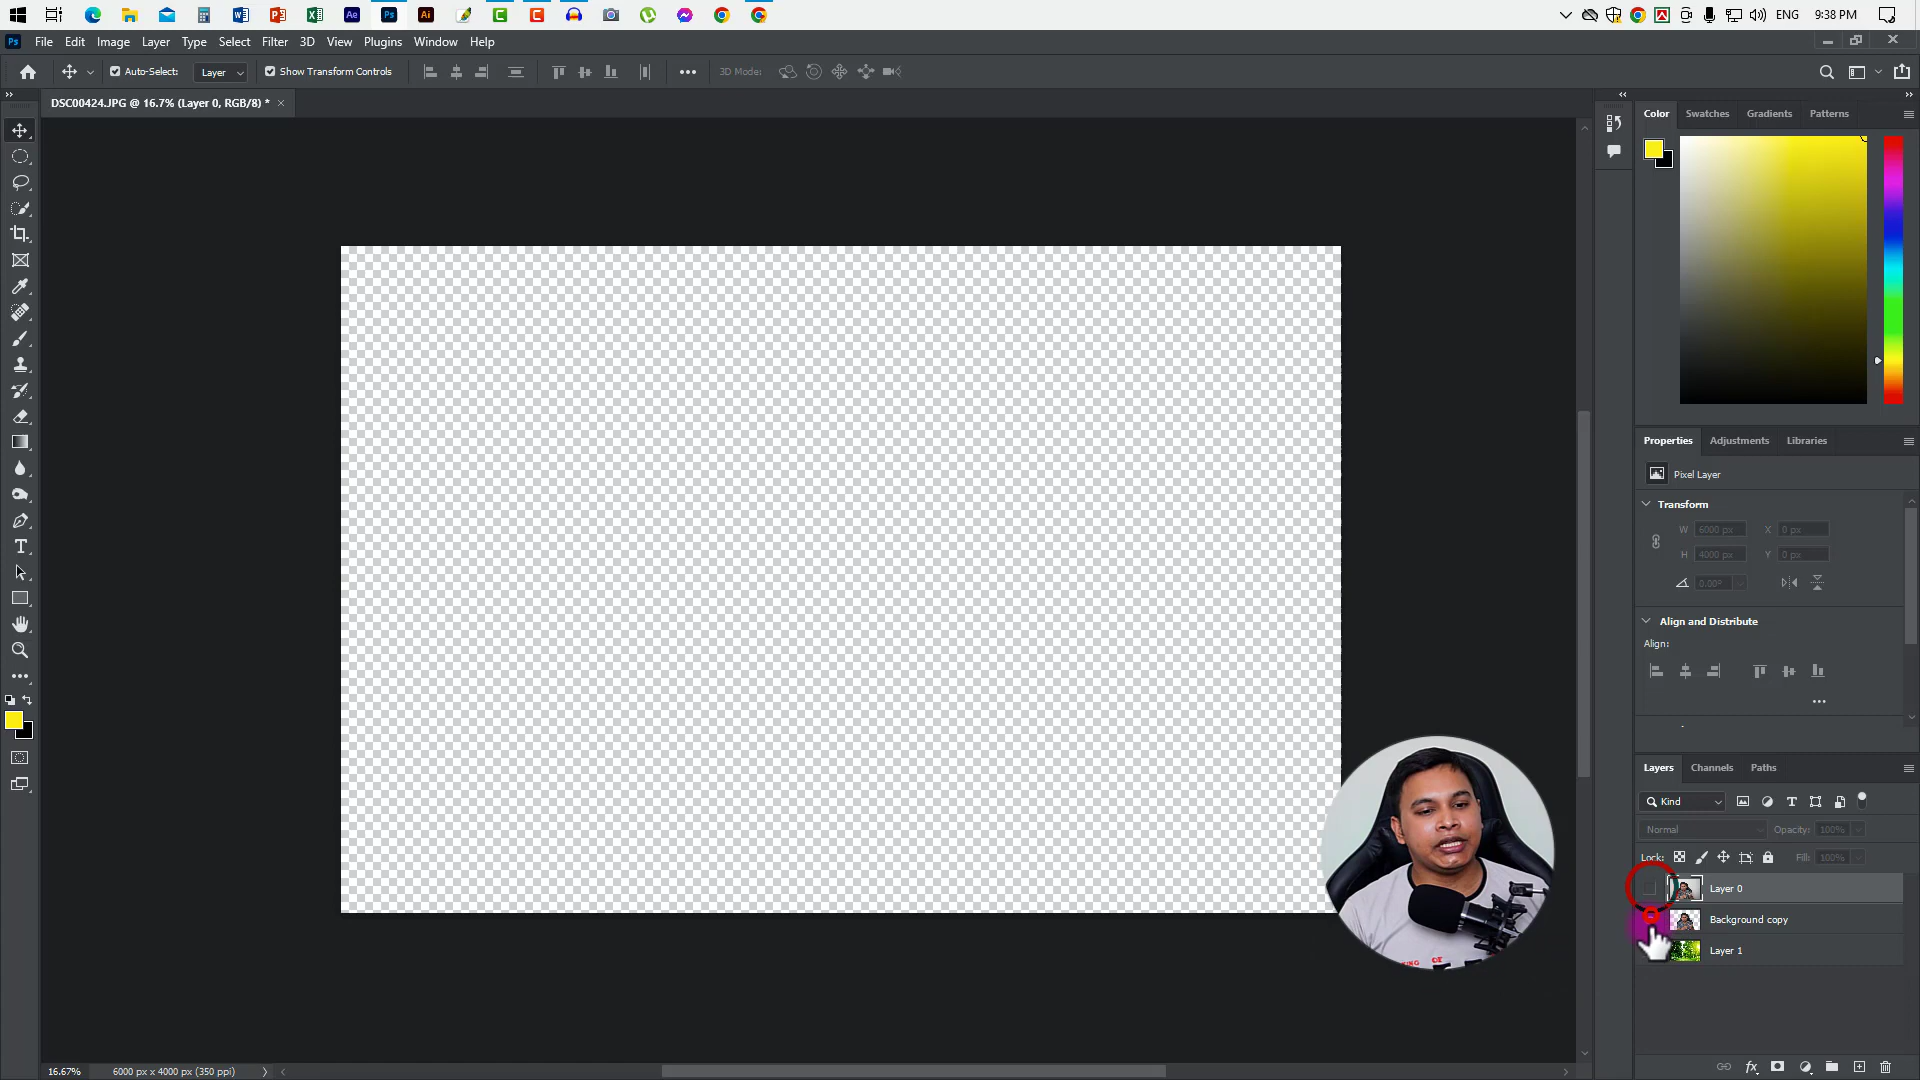 ENG 9:38 PM
Ps File Edit Image Layer Type Select Filter 3D View Plugins Window Help
Auto-Select: Layer Show Transform Controls 3D Mode:
DSC00424.JPG @ 16.7% (Layer 0, RGB/8) *
Color Swatches Gradients Patterns
Properties Adjustments Libraries
Pixel Layer
Transform
W 6000 px X 0 px
H 4000 px Y 0 px
0.00°
Align and Distribute
Align:
Layers Channels Paths
Kind
Normal Opacity: 100%
Lock: Fill: 100%
Layer 0
Background copy
Layer 1
16.67% 6000 px x 4000 px (350 ppi)